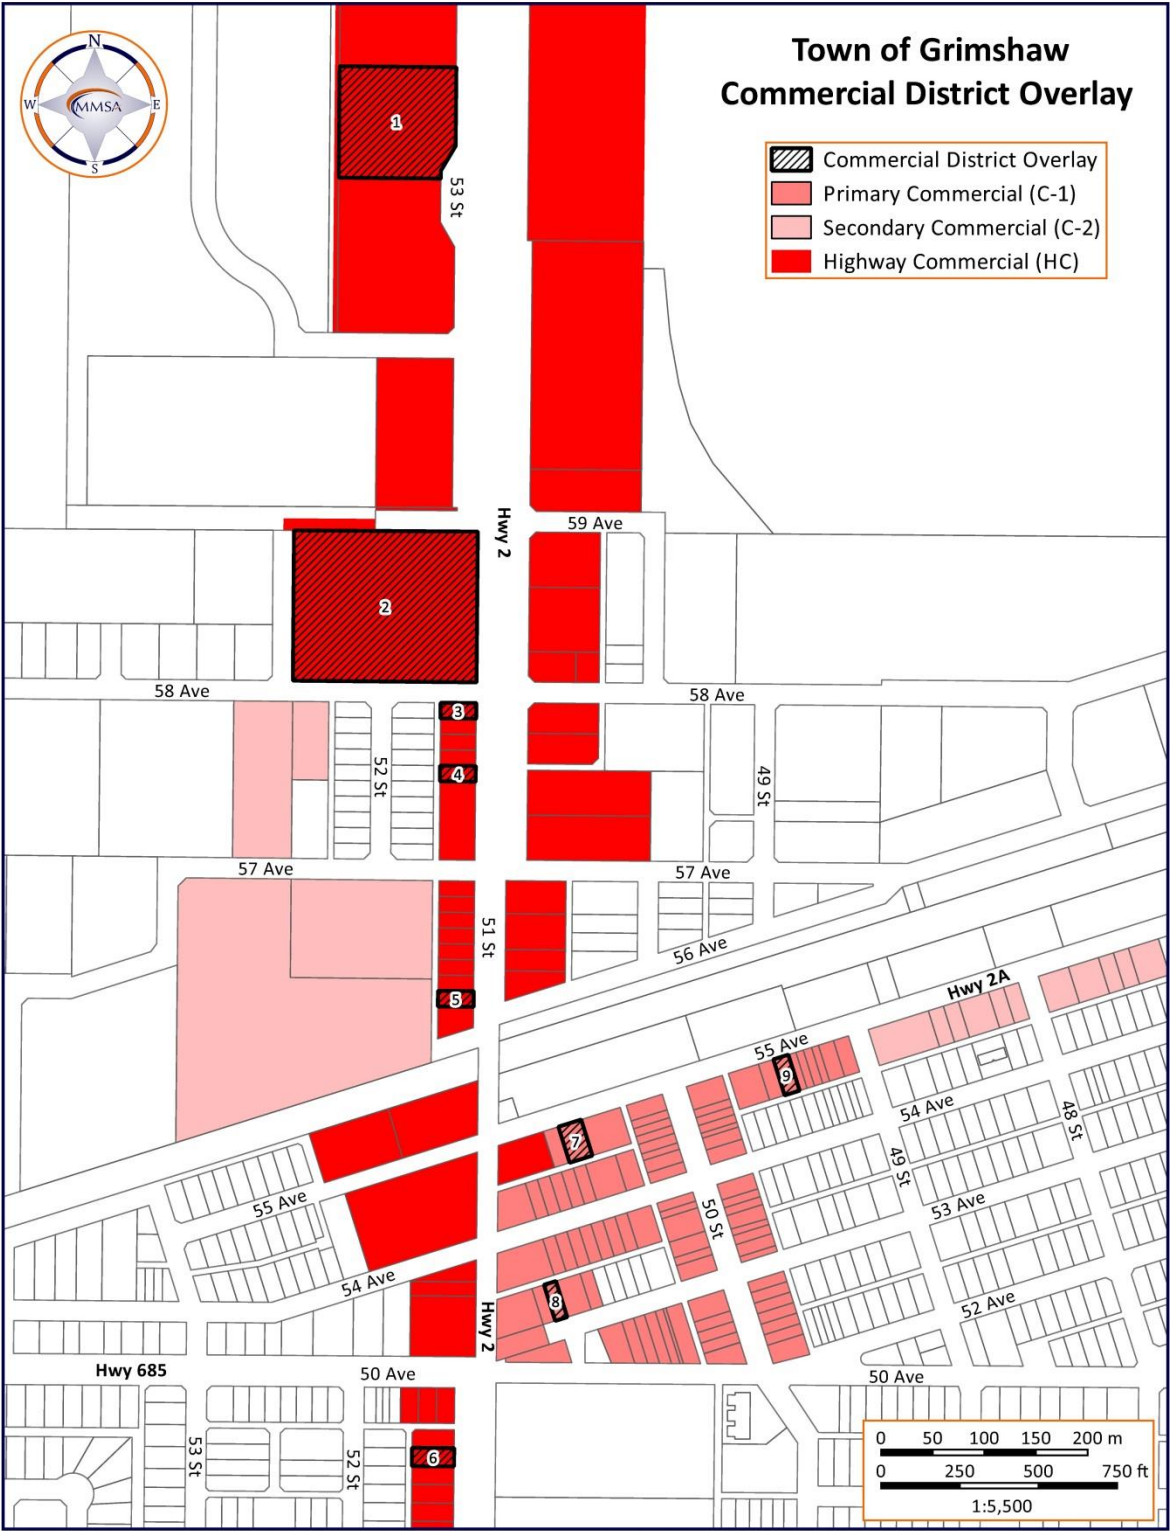 N
W
MMSA
E
S
Town of Grimshaw
Commercial District Overlay
Commercial District Overlay
Primary Commercial (C-1)
Secondary Commercial (C-2)
Highway Commercial (HC)
1
53 St
Hwy 2
59 Ave
2
58 Ave
58 Ave
3
52 St
4
49 St
57 Ave
57 Ave
51 St
56 Ave
5
Hwy 2A
55 Ave
9
54 Ave
48 St
7
49 St
55 Ave
50 St
53 Ave
54 Ave
8
52 Ave
Hwy 2
Hwy 685
50 Ave
50 Ave
53 St
52 St
6
0 50 100 150 200 m
0 250 500 750 ft
1:5,500